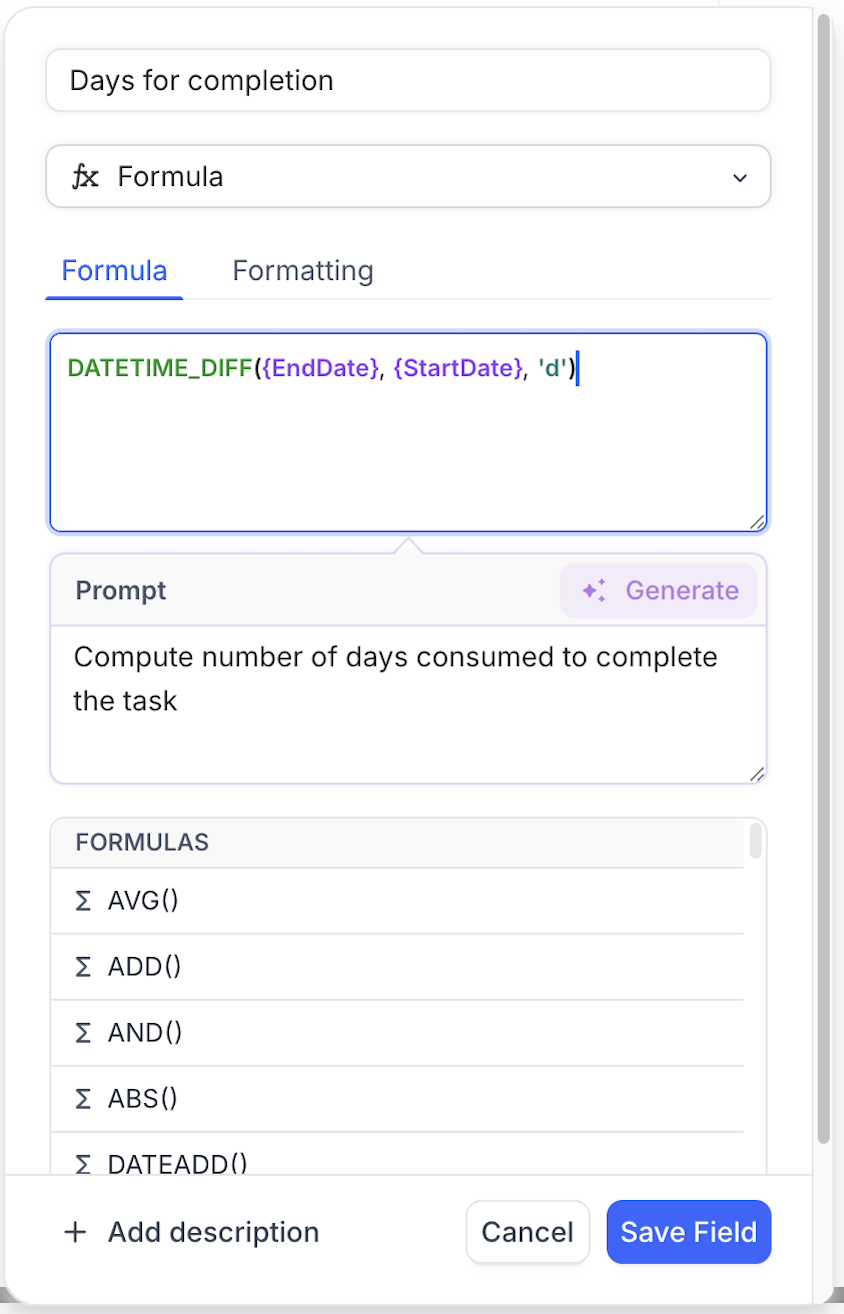 Days for completion
fx Formula
Formula Formatting
DATETIME_DIFF({EndDate}, {StartDate}, 'd')
Prompt Generate
Compute number of days consumed to complete
the task
FORMULAS
Σ AVG()
Σ ADD()
Σ AND()
Σ ABS()
Σ DATEADD()
+ Add description Cancel Save Field